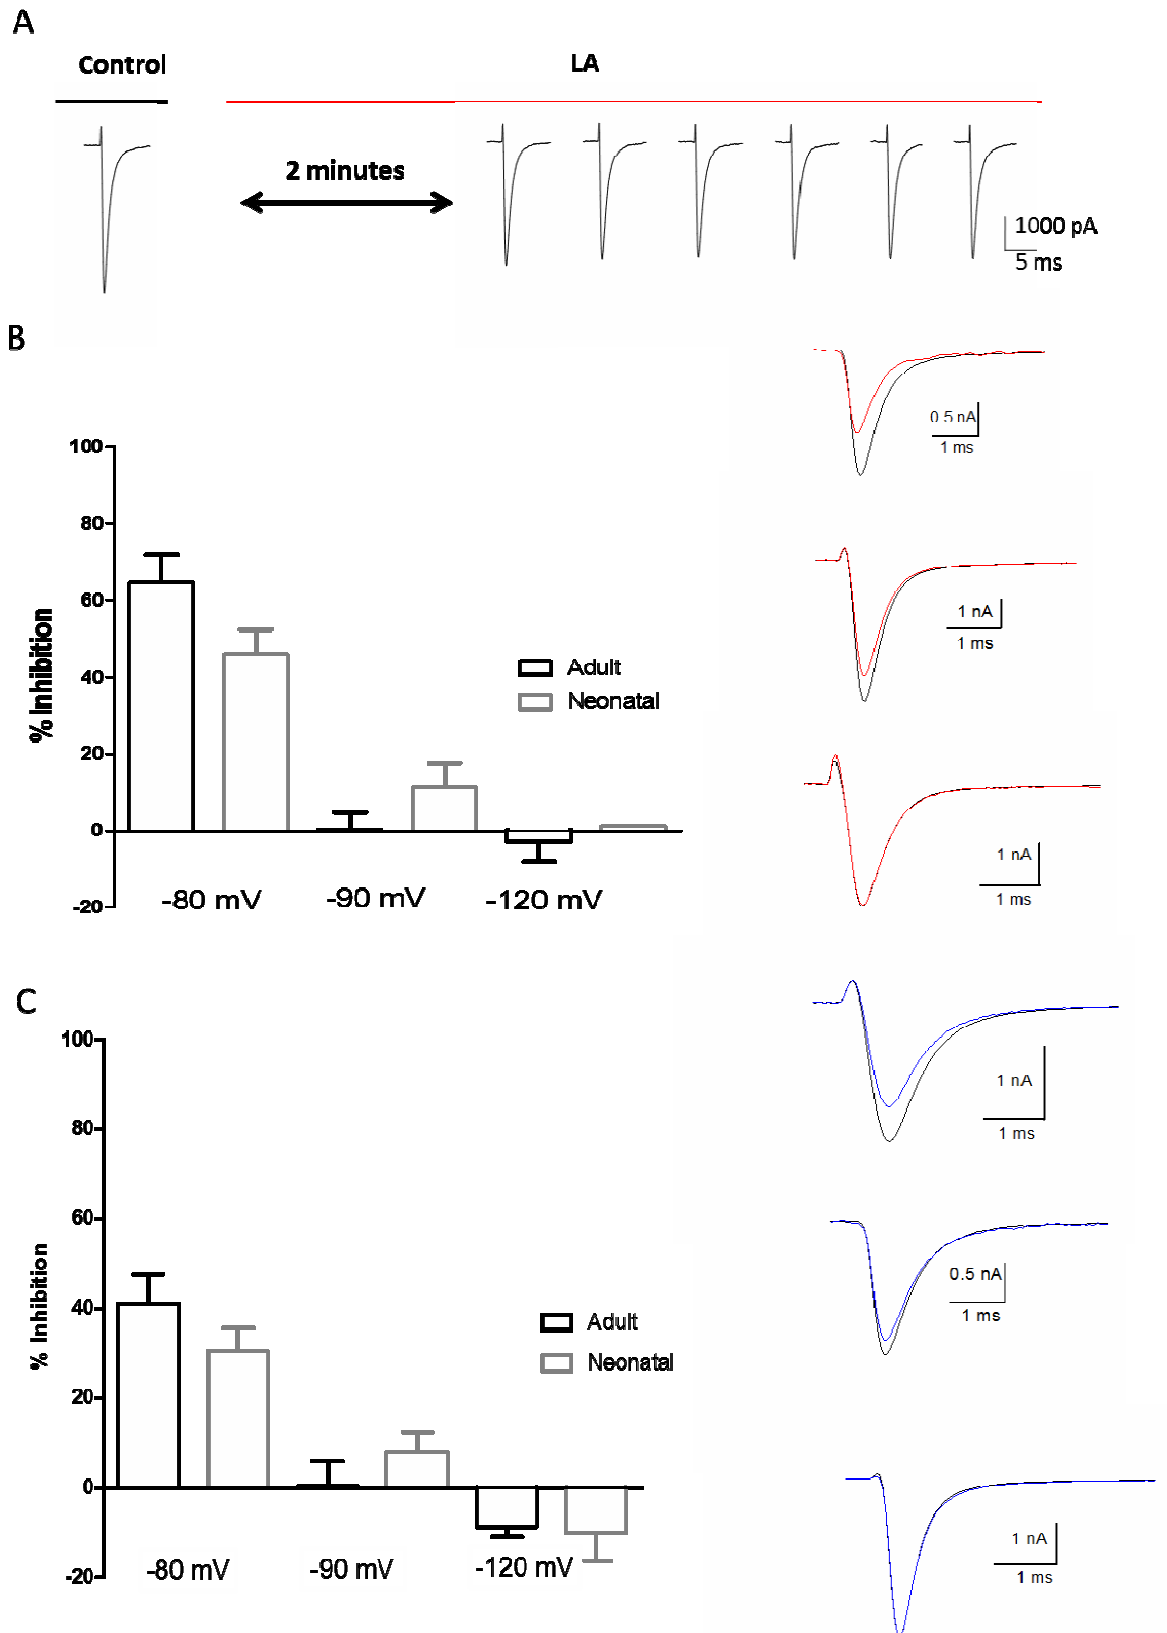 A
Control
LA
2 minutes
1000 pA
5 ms
B
0.5 nA
1 ms
100
80
60
40
20
0
-20
% Inhibition
Adult
Neonatal
-80 mV
-90 mV
-120 mV
1 nA
1 ms
1 nA
1 ms
C
100
80
60
40
20
0
-20
% Inhibition
Adult
Neonatal
-80 mV
-90 mV
-120 mV
1 nA
1 ms
0.5 nA
1 ms
1 nA
1 ms